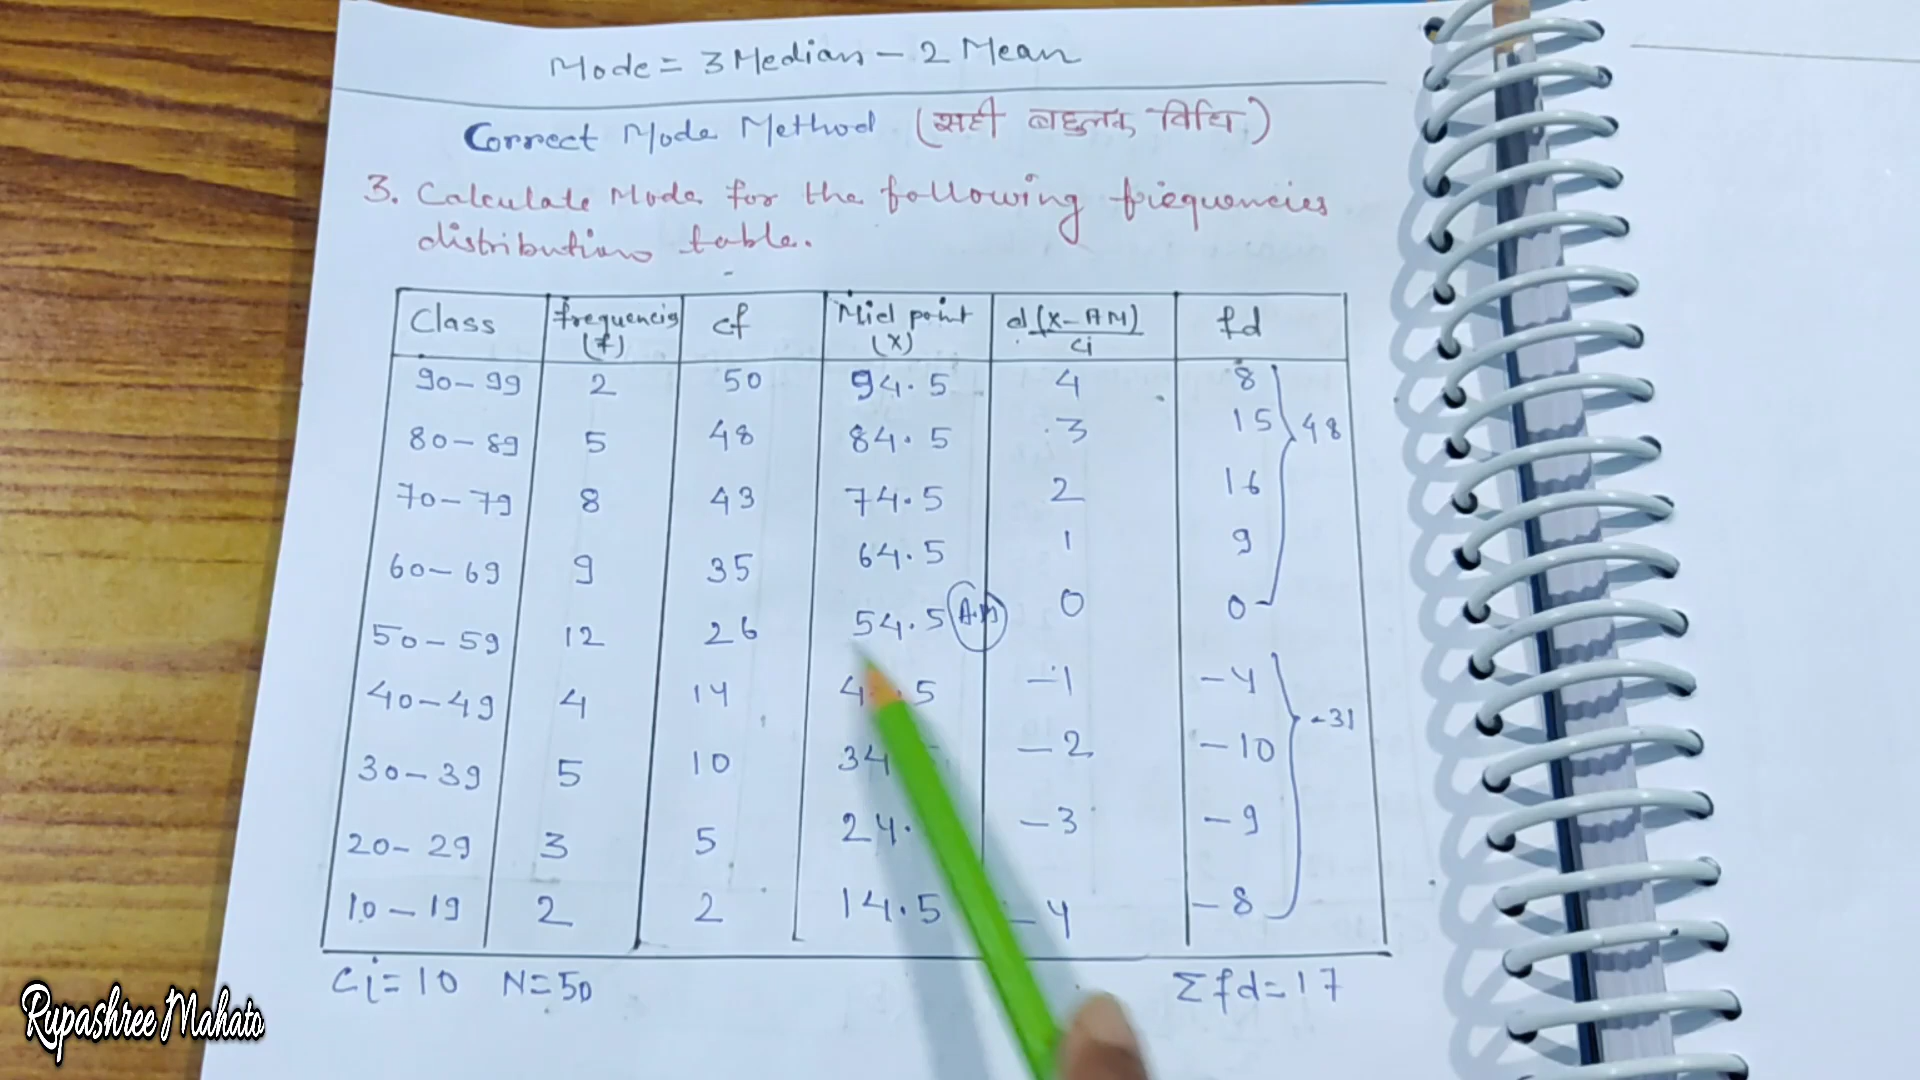 Mode = 3 Median - 2 Mean
Correct Mode Method (सही बहुलक विधि)
3. Calculate Mode for the following frequencies
distribution table.
Class frequencis (f) cf Mid point (X) d (X-AM)/ci fd
90-99 2 50 94.5 4 8
80-89 5 48 84.5 3 15 48
70-79 8 43 74.5 2 16
60-69 9 35 64.5 1 9
50-59 12 26 54.5 A.M 0 0
40-49 4 14 -1 -4
30-39 5 10 -2 -10 -31
20-29 3 5 -3 -9
10-19 2 2 14.5 -4 -8
Ci=10 N=50 Σfd=17
Rupashree Mahato